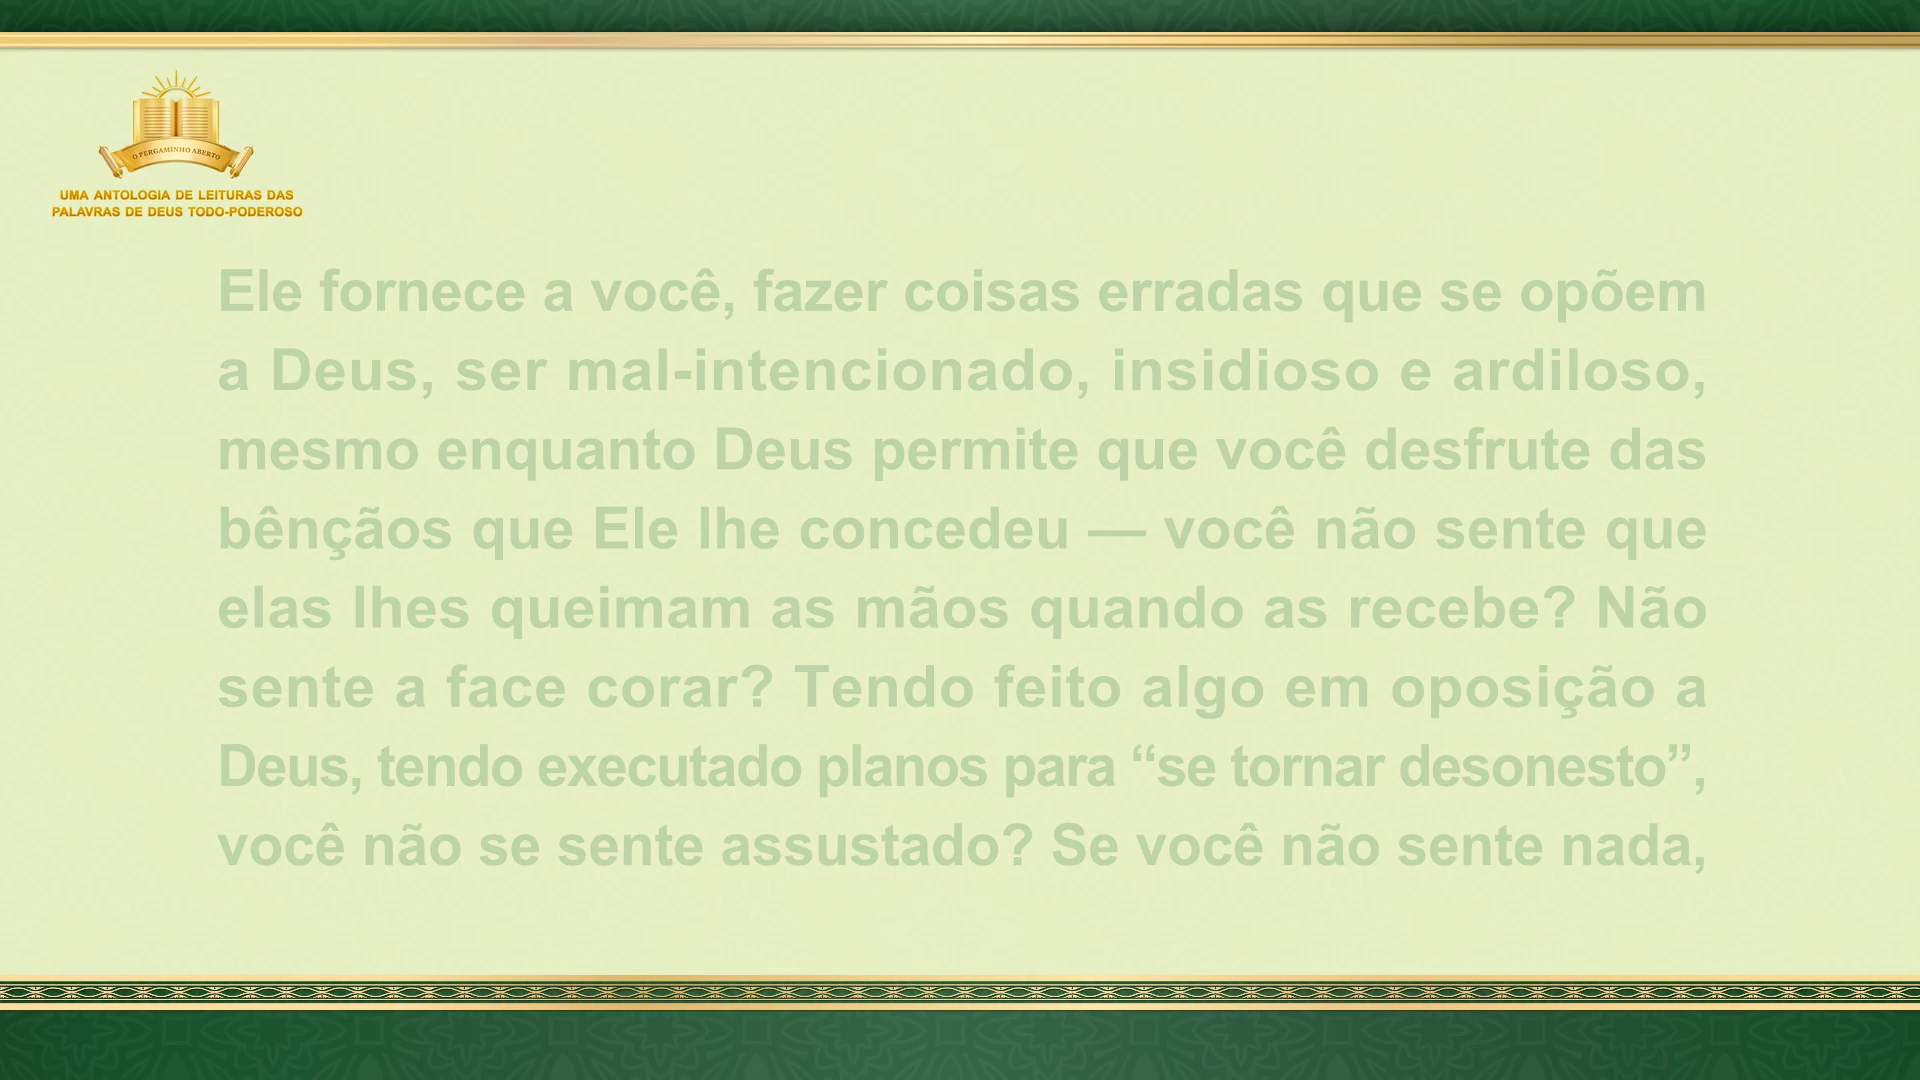 O PERGAMINHO ABERTO
UMA ANTOLOGIA DE LEITURAS DAS
PALAVRAS DE DEUS TODO-PODEROSO
Ele fornece a você, fazer coisas erradas que se opõem
a Deus, ser mal-intencionado, insidioso e ardiloso,
mesmo enquanto Deus permite que você desfrute das
bênçãos que Ele lhe concedeu — você não sente que
elas lhes queimam as mãos quando as recebe? Não
sente a face corar? Tendo feito algo em oposição a
Deus, tendo executado planos para “se tornar desonesto”,
você não se sente assustado? Se você não sente nada,